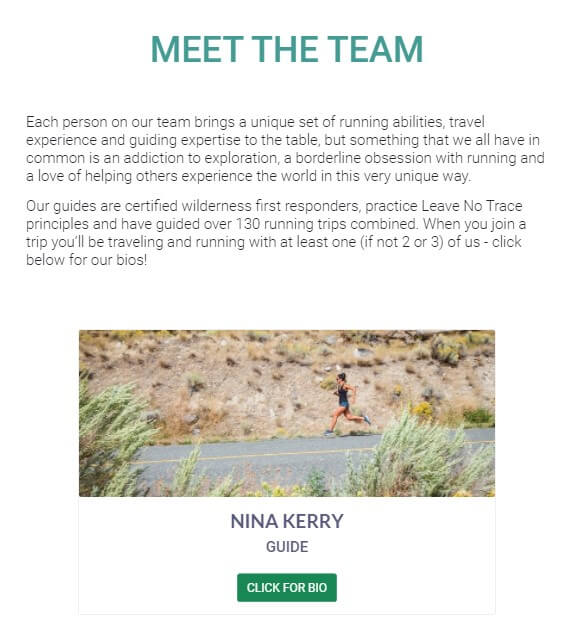 MEET THE TEAM
Each person on our team brings a unique set of running abilities, travel
experience and guiding expertise to the table, but something that we all have in
common is an addiction to exploration, a borderline obsession with running and
a love of helping others experience the world in this very unique way.
Our guides are certified wilderness first responders, practice Leave No Trace
principles and have guided over 130 running trips combined. When you join a
trip you'll be traveling and running with at least one (if not 2 or 3) of us - click
below for our bios!
NINA KERRY
GUIDE
CLICK FOR BIO